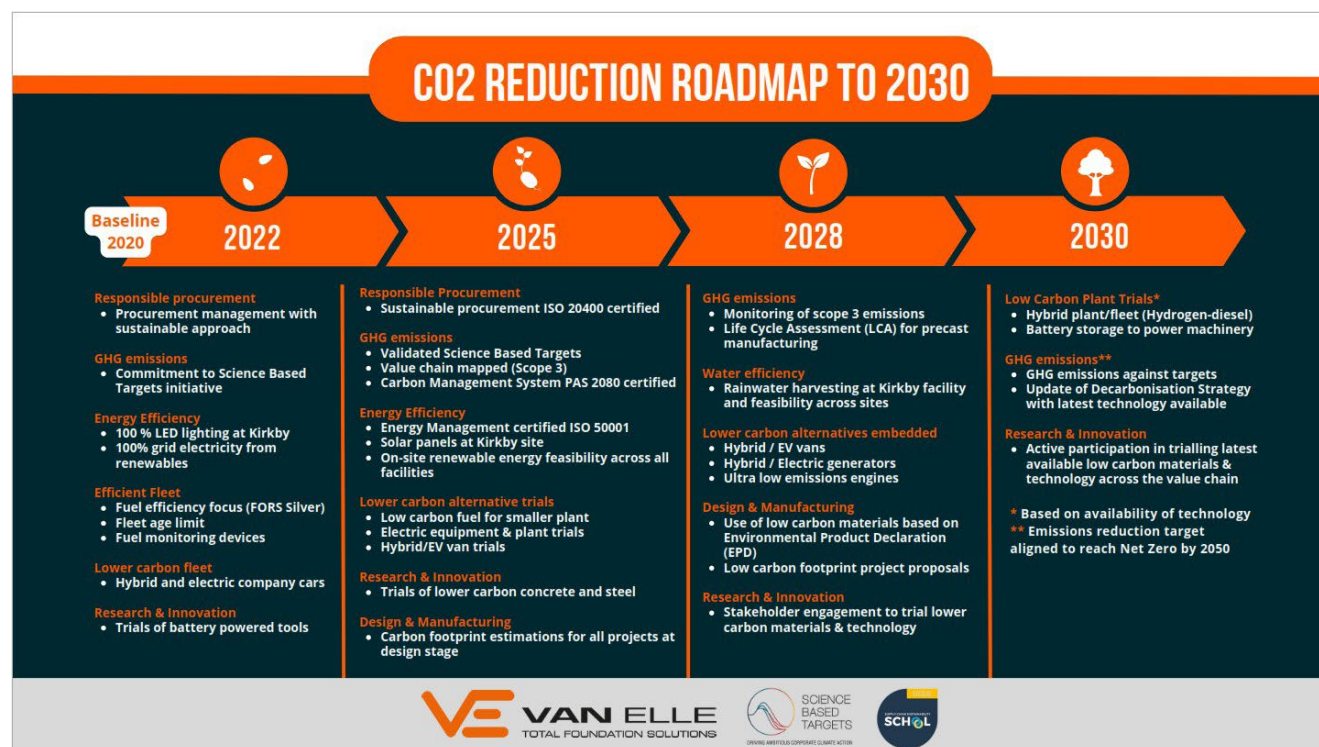 CO2 REDUCTION ROADMAP TO 2030
Baseline
2020
2022
2025
2028
2030
Responsible procurement
• Procurement management with
sustainable approach
GHG emissions
• Commitment to Science Based
Targets initiative
Energy Efficiency
• 100 % LED lighting at Kirkby
• 100% grid electricity from
renewables
Efficient Fleet
• Fuel efficiency focus (FORS Silver)
• Fleet age limit
• Fuel monitoring devices
Lower carbon fleet
• Hybrid and electric company cars
Research & Innovation
• Trials of battery powered tools
Responsible Procurement
• Sustainable procurement ISO 20400 certified
GHG emissions
• Validated Science Based Targets
• Value chain mapped (Scope 3)
• Carbon Management System PAS 2080 certified
Energy Efficiency
• Energy Management certified ISO 50001
• Solar panels at Kirkby site
• On-site renewable energy feasibility across all
facilities
Lower carbon alternative trials
• Low carbon fuel for smaller plant
• Electric equipment & plant trials
• Hybrid/EV van trials
Research & Innovation
• Trials of lower carbon concrete and steel
Design & Manufacturing
• Carbon footprint estimations for all projects at
design stage
GHG emissions
• Monitoring of scope 3 emissions
• Life Cycle Assessment (LCA) for precast
manufacturing
Water efficiency
• Rainwater harvesting at Kirkby facility
and feasibility across sites
Lower carbon alternatives embedded
• Hybrid / EV vans
• Hybrid / Electric generators
• Ultra low emissions engines
Design & Manufacturing
• Use of low carbon materials based on
Environmental Product Declaration
(EPD)
• Low carbon footprint project proposals
Research & Innovation
• Stakeholder engagement to trial lower
carbon materials & technology
Low Carbon Plant Trials*
• Hybrid plant/fleet (Hydrogen-diesel)
• Battery storage to power machinery
GHG emissions**
• GHG emissions against targets
• Update of Decarbonisation Strategy
with latest technology available
Research & Innovation
• Active participation in trialling latest
available low carbon materials &
technology across the value chain
* Based on availability of technology
** Emissions reduction target
aligned to reach Net Zero by 2050
VE VAN ELLE
TOTAL FOUNDATION SOLUTIONS
SCIENCE
BASED
TARGETS
DRIVING AMBITIOUS CORPORATE CLIMATE ACTION
SCHOOL